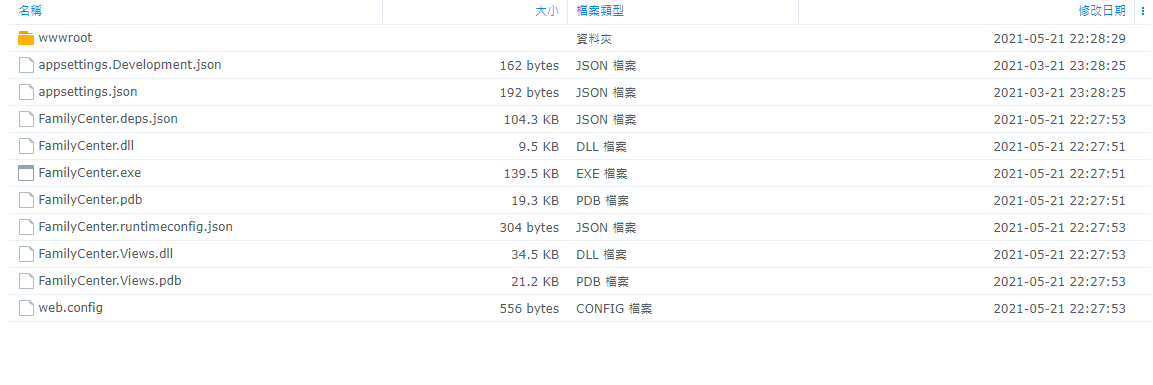 名稱 大小 檔案類型 修改日期
wwwroot 資料夾 2021-05-21 22:28:29
appsettings.Development.json 162 bytes JSON 檔案 2021-03-21 23:28:25
appsettings.json 192 bytes JSON 檔案 2021-03-21 23:28:25
FamilyCenter.deps.json 104.3 KB JSON 檔案 2021-05-21 22:27:53
FamilyCenter.dll 9.5 KB DLL 檔案 2021-05-21 22:27:51
FamilyCenter.exe 139.5 KB EXE 檔案 2021-05-21 22:27:51
FamilyCenter.pdb 19.3 KB PDB 檔案 2021-05-21 22:27:51
FamilyCenter.runtimeconfig.json 304 bytes JSON 檔案 2021-05-21 22:27:53
FamilyCenter.Views.dll 34.5 KB DLL 檔案 2021-05-21 22:27:53
FamilyCenter.Views.pdb 21.2 KB PDB 檔案 2021-05-21 22:27:53
web.config 556 bytes CONFIG 檔案 2021-05-21 22:27:53